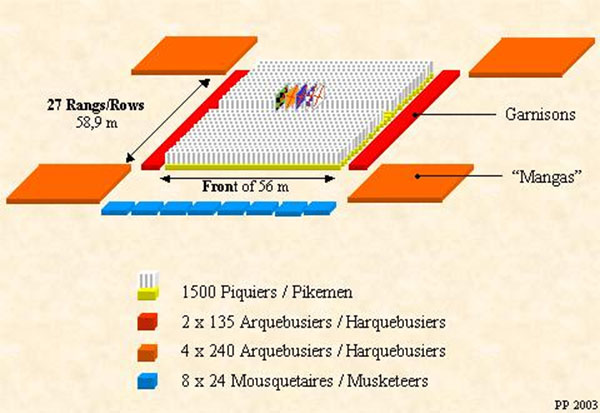 27 Rangs/Rows
58,9 m
Garnisons
Front of 56 m
“Mangas”
1500 Piquiers / Pikemen
2 x 135 Arquebusiers / Harquebusiers
4 x 240 Arquebusiers / Harquebusiers
8 x 24 Mousquetaires / Musketeers
PP 2003